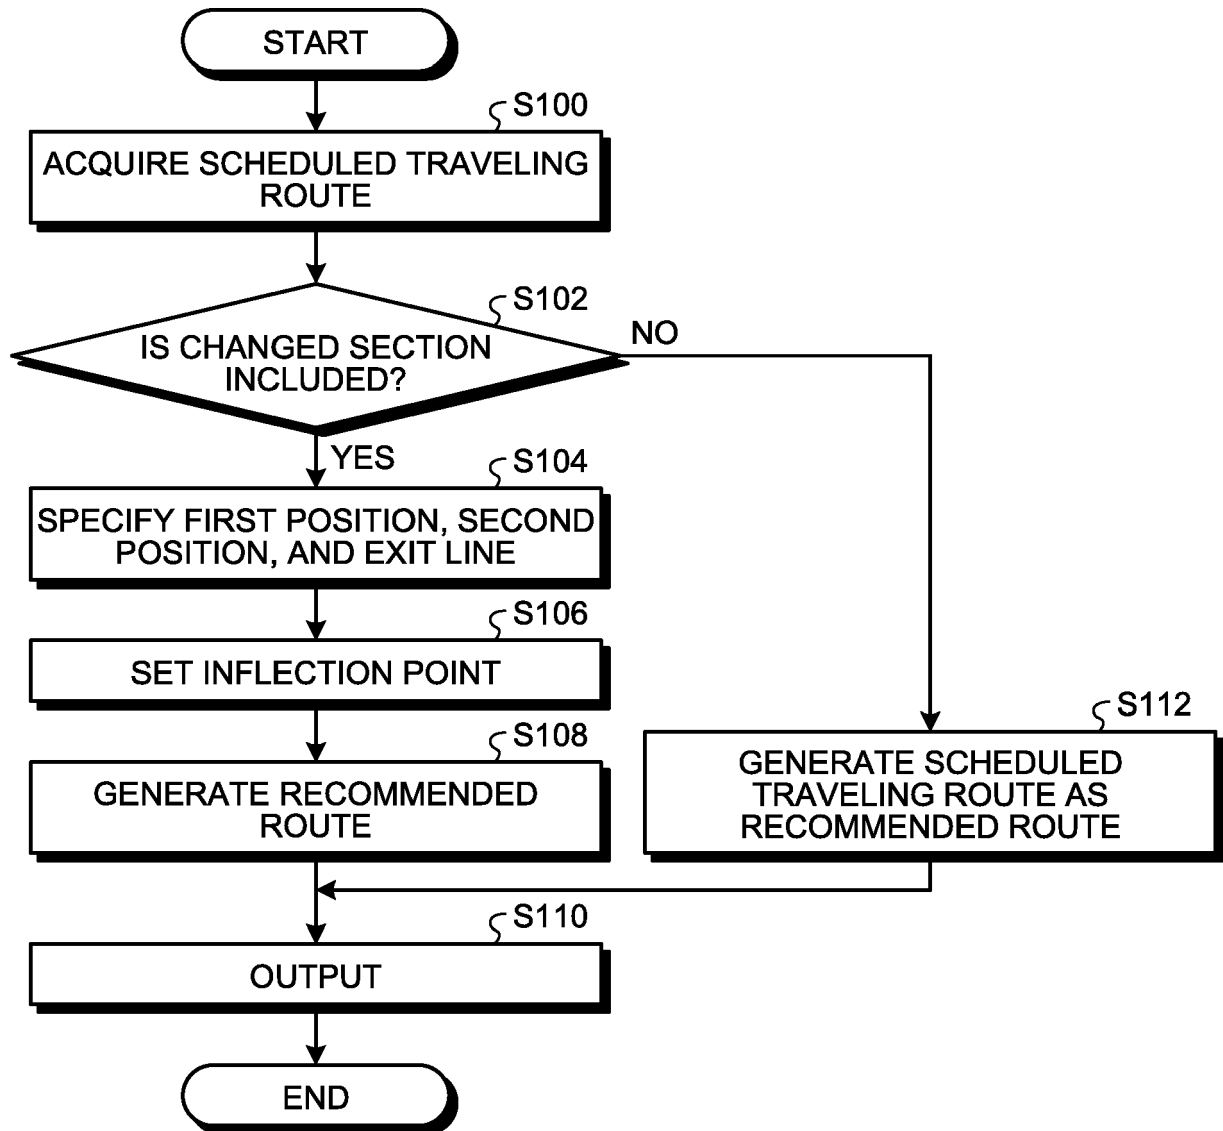 START
S100
ACQUIRE SCHEDULED TRAVELING
ROUTE
S102
IS CHANGED SECTION
INCLUDED?
NO
YES
S104
SPECIFY FIRST POSITION, SECOND
POSITION, AND EXIT LINE
S106
SET INFLECTION POINT
S108
GENERATE RECOMMENDED
ROUTE
S112
GENERATE SCHEDULED
TRAVELING ROUTE AS
RECOMMENDED ROUTE
S110
OUTPUT
END